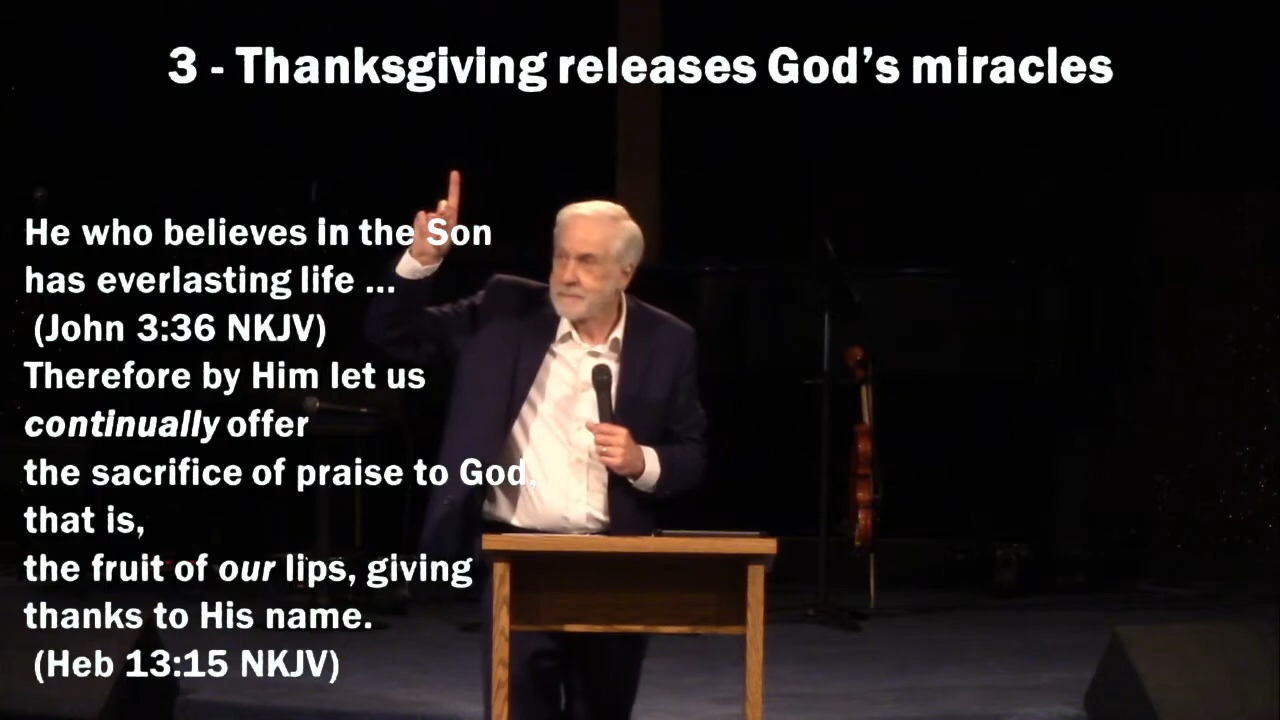 3 - Thanksgiving releases God’s miracles
He who believes in the Son
has everlasting life ...
(John 3:36 NKJV)
Therefore by Him let us
continually offer
the sacrifice of praise to God,
that is,
the fruit of our lips, giving
thanks to His name.
(Heb 13:15 NKJV)